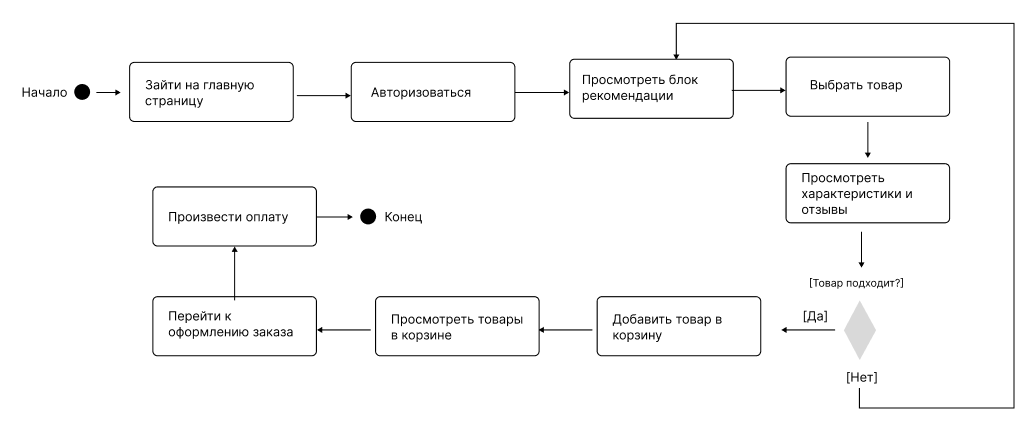 Начало
Зайти на главную
страницу
Авторизоваться
Просмотреть блок
рекомендации
Выбрать товар
Просмотреть
характеристики и
отзывы
[Товар подходит?]
[Да]
[Нет]
Добавить товар в
корзину
Просмотреть товары
в корзине
Перейти к
оформлению заказа
Произвести оплату
Конец